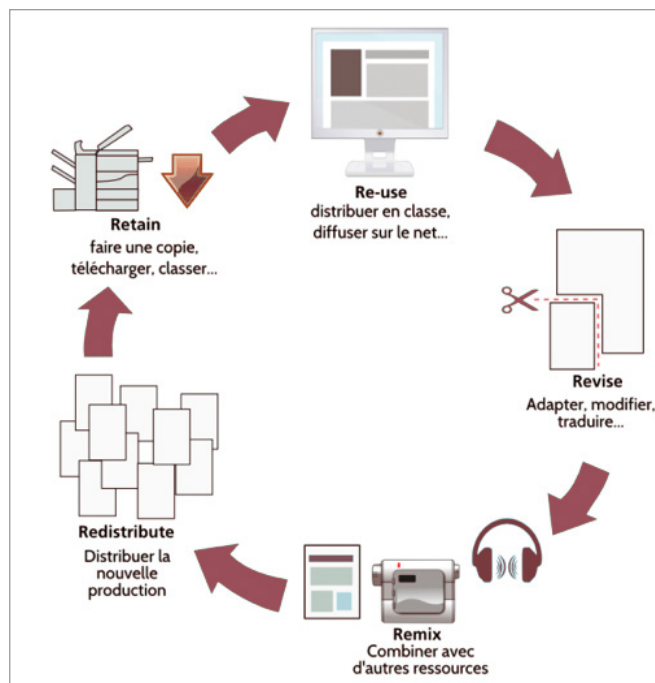 Retain
faire une copie,
télécharger, classer...
Re-use
distribuer en classe,
diffuser sur le net...
Revise
Adapter, modifier,
traduire...
Remix
Combiner avec
d'autres ressources
Redistribute
Distribuer la
nouvelle
production